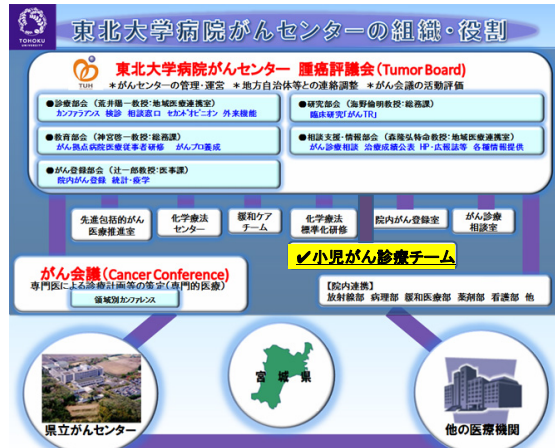 TOHOKU
UNIVERSITY
東北大学病院がんセンターの組織・役割
TUH
東北大学病院がんセンター 腫瘍評議会(Tumor Board)
＊がんセンターの管理・運営 ＊地方自治体等との連絡調整 ＊がん会議の活動評価
●診療部会（荒井陽一教授:地域医療連携室）
カンファランス 検診 相談窓口 セカンドオピニオン 外来機能
●研究部会（海野倫明教授:総務課）
臨床研究「がんTR」
●教育部会（神宮啓一教授:総務課）
がん拠点病院医療従事者研修 がんプロ養成
●相談支援・情報部会（森隆弘特命教授:地域医療連携室）
がん診療相談 治療成績公表 HP・広報誌等 各種情報提供
●がん登録部会（辻一郎教授:医事課）
院内がん登録 統計・疫学
先進包括的がん
医療推進室
化学療法
センター
緩和ケア
チーム
化学療法
標準化研修
院内がん登録室
がん診療
相談室
✔小児がん診療チーム
がん会議(Cancer Conference)
専門医による診療計画等の策定(専門的医療)
領域別カンファレンス
【院内連携】
放射線部 病理部 緩和医療部 薬剤部 看護部 他
県立がんセンター
宮城県
他の医療機関